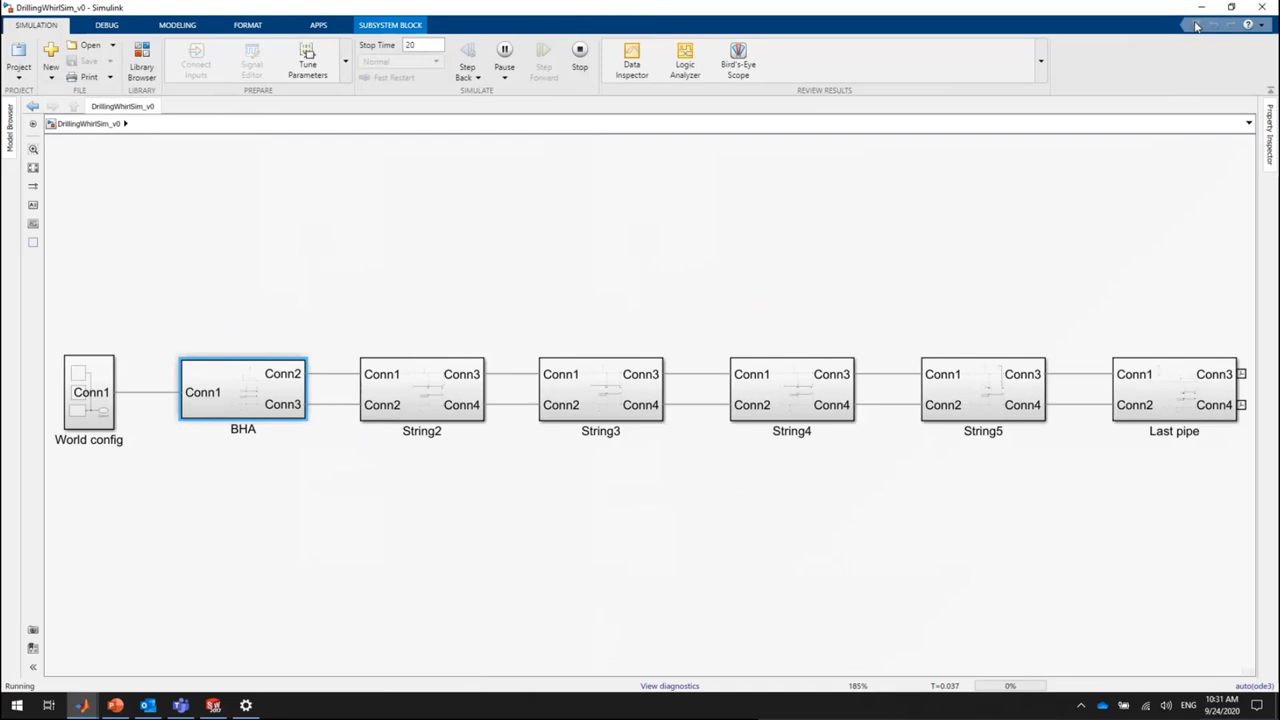 DrillingWhirlSim_v0 - Simulink
SIMULATION DEBUG MODELING FORMAT APPS SUBSYSTEM BLOCK
Project
PROJECT
New
Open
Save
Print
FILE
Library
Browser
LIBRARY
Connect
Inputs
Signal
Editor
Tune
Parameters
PREPARE
Stop Time 20
Normal
Fast Restart
Step
Back
Pause
Step
Forward
Stop
SIMULATE
Data
Inspector
Logic
Analyzer
Bird's-Eye
Scope
REVIEW RESULTS
DrillingWhirlSim_v0
DrillingWhirlSim_v0
Model Browser
Property Inspector
Conn1
World config
Conn1
Conn2
Conn3
BHA
Conn1 Conn3
Conn2 Conn4
String2
Conn1 Conn3
Conn2 Conn4
String3
Conn1 Conn3
Conn2 Conn4
String4
Conn1 Conn3
Conn2 Conn4
String5
Conn1 Conn3
Conn2 Conn4
Last pipe
Running View diagnostics 185% T=0.037 0% auto(ode3)
ENG
10:31 AM
9/24/2020